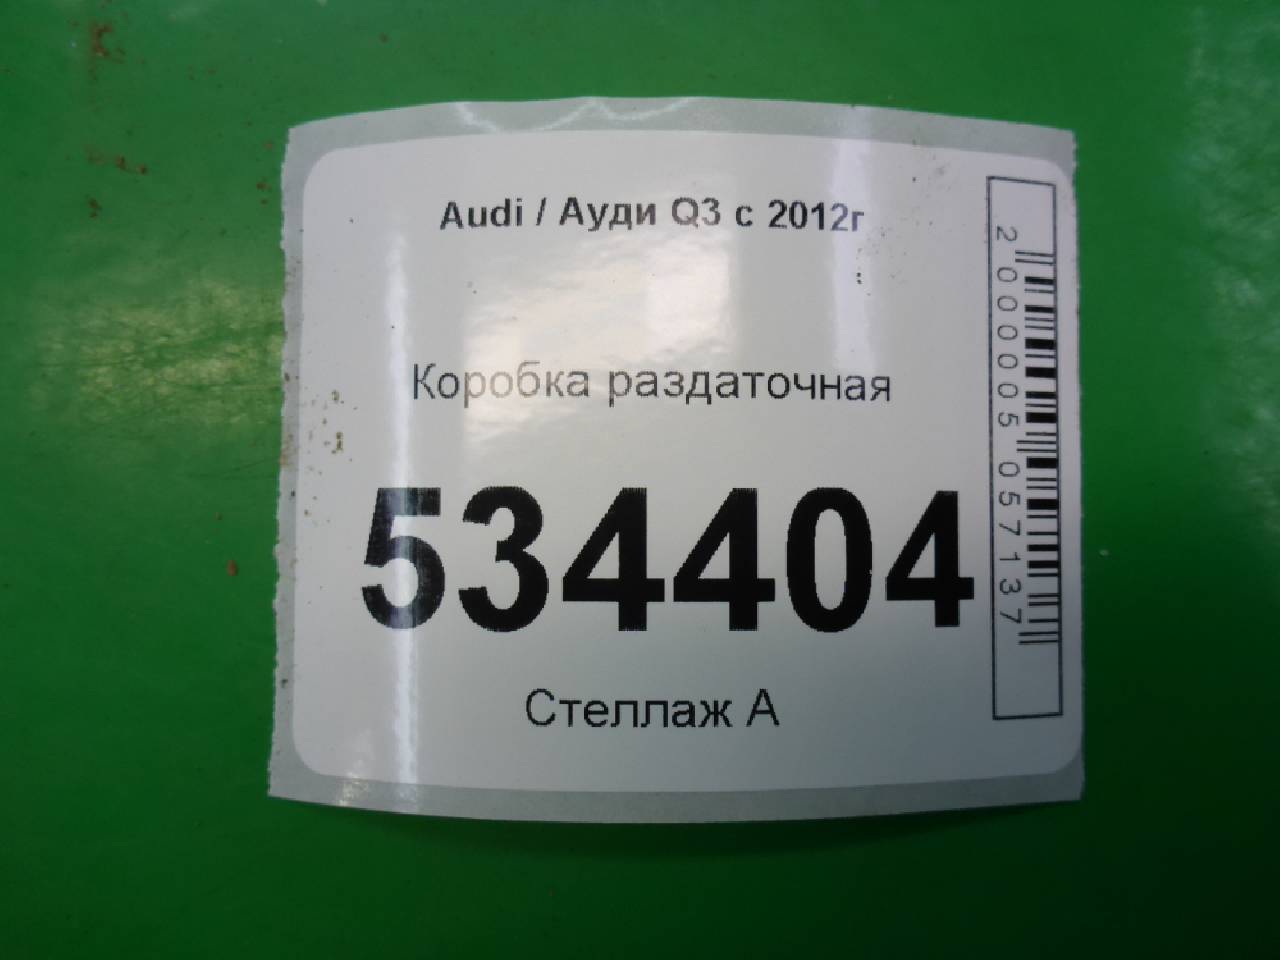 Audi / Ауди Q3 с 2012г
Коробка раздаточная
534404
Стеллаж А
2000005057137